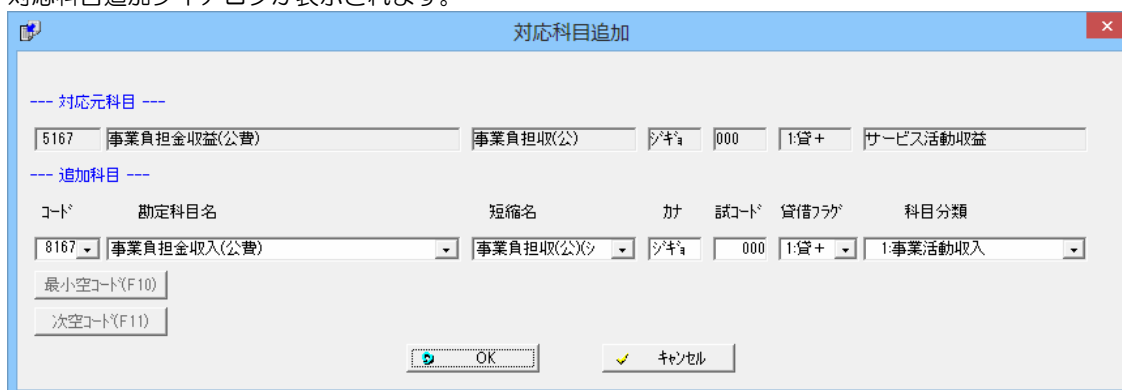 対応科目追加ダイアログが表示されます。
対応科目追加
--- 対応元科目 ---
5167 事業負担金収益(公費) 事業負担収(公) ｼﾞｷﾞｮ 000 1:貸+ サービス活動収益
--- 追加科目 ---
ｺｰﾄﾞ 勘定科目名 短縮名 ｶﾅ 試ｺｰﾄﾞ 貸借ﾌﾗｸﾞ 科目分類
8167 事業負担金収入(公費) 事業負担収(公)(ｼ ｼﾞｷﾞｮ 000 1:貸+ 1:事業活動収入
最小空ｺｰﾄﾞ(F10)
次空ｺｰﾄﾞ(F11)
OK ｷｬﾝｾﾙ